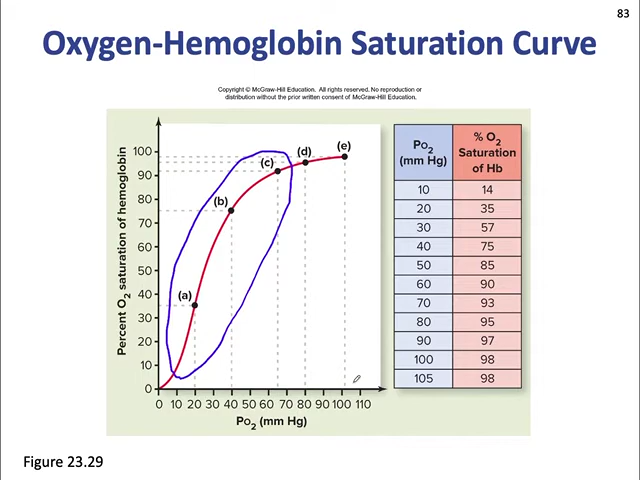 83
Oxygen-Hemoglobin Saturation Curve
Copyright © McGraw-Hill Education. All rights reserved. No reproduction or
distribution without the prior written consent of McGraw-Hill Education.
Percent O2 saturation of hemoglobin
100
90
80
70
60
50
40
30
20
10
0
(a)
(b)
(c)
(d)
(e)
0 10 20 30 40 50 60 70 80 90 100 110
PO2 (mm Hg)
PO2 (mm Hg) % O2 Saturation of Hb
10 14
20 35
30 57
40 75
50 85
60 90
70 93
80 95
90 97
100 98
105 98
Figure 23.29